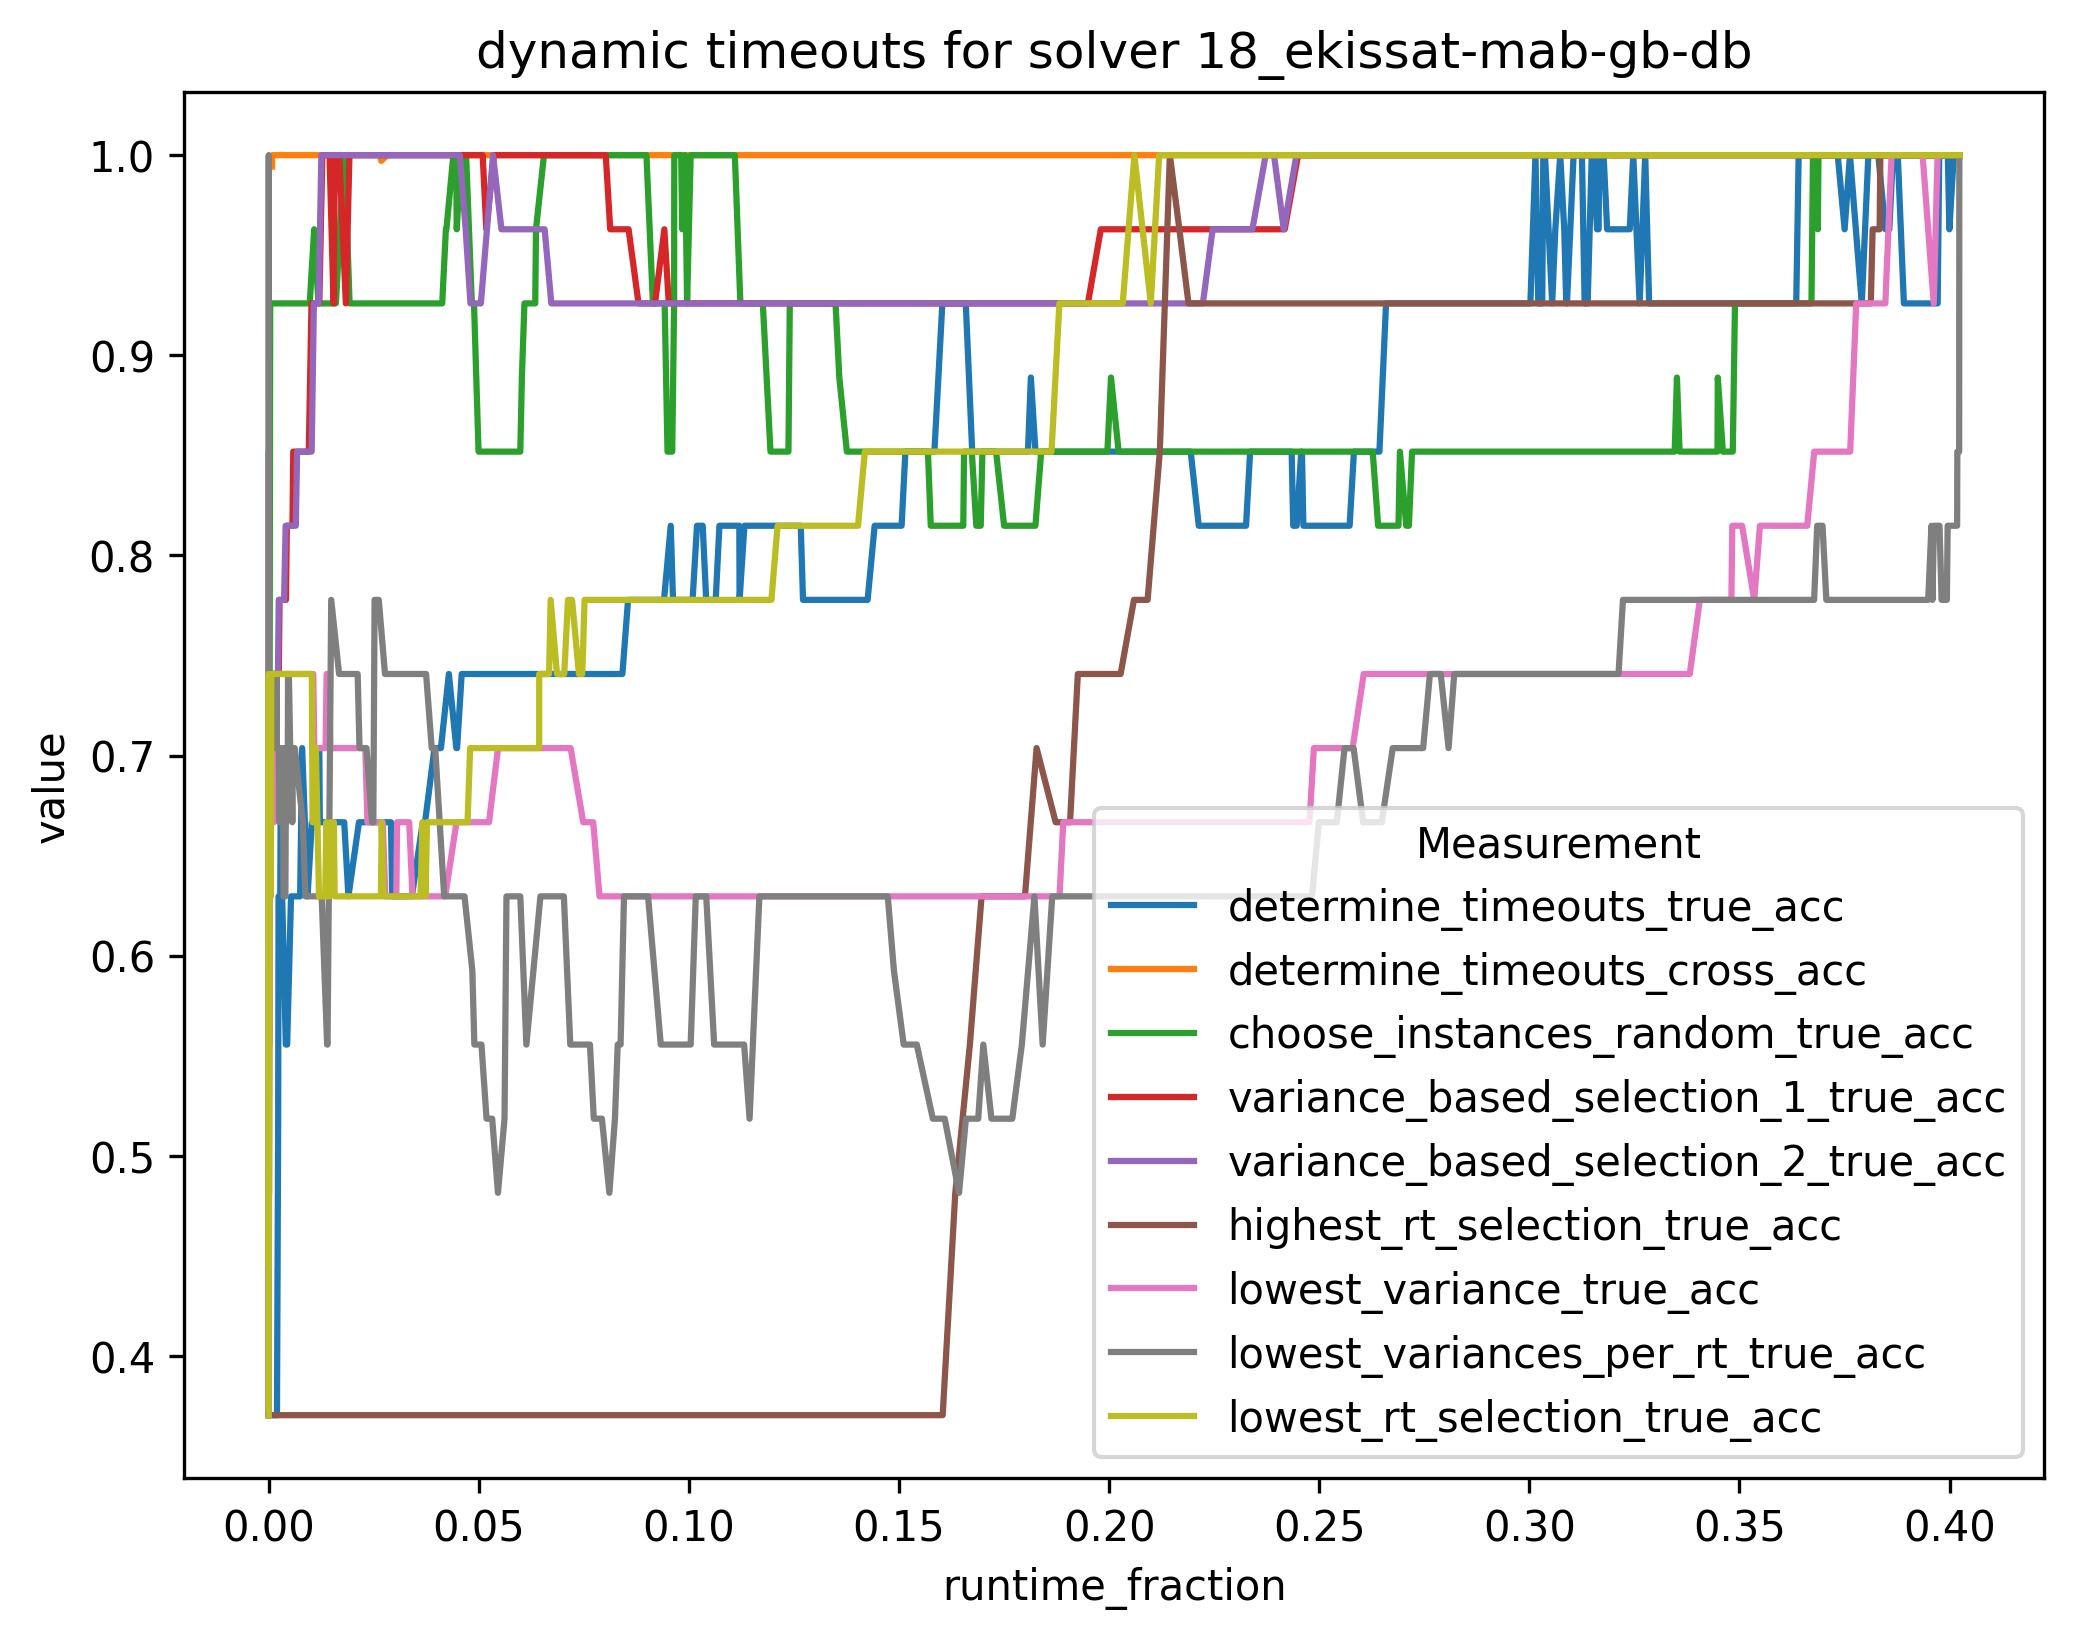 dynamic timeouts for solver 18_ekissat-mab-gb-db
1.0
0.9
0.8
0.7
0.6
0.5
0.4
value
0.00 0.05 0.10 0.15 0.20 0.25 0.30 0.35 0.40
runtime_fraction
Measurement
determine_timeouts_true_acc
determine_timeouts_cross_acc
choose_instances_random_true_acc
variance_based_selection_1_true_acc
variance_based_selection_2_true_acc
highest_rt_selection_true_acc
lowest_variance_true_acc
lowest_variances_per_rt_true_acc
lowest_rt_selection_true_acc